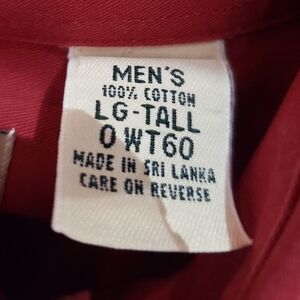 MEN'S
100% COTTON
LG-TALL
0 WT60
MADE IN SRI LANKA
CARE ON REVERSE